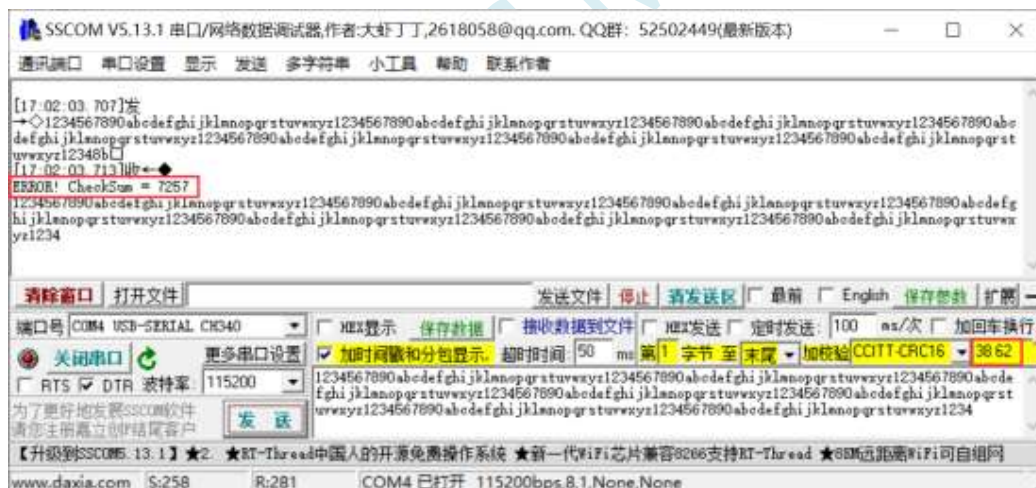 SSCOM V5.13.1 串口/网络数据调试器,作者:大虾丁丁,2618058@qq.com. QQ群: 52502449(最新版本)
通讯端口 串口设置 显示 发送 多字符串 小工具 帮助 联系作者
[17:02:03.707]发
→◇1234567890abcdefghijklmnopqrstuvwxyz1234567890abcdefghijklmnopqrstuvwxyz1234567890abcdefghijklmnopqrstuvwxyz1234567890abc
defghijklmnopqrstuvwxyz1234567890abcdefghijklmnopqrstuvwxyz1234567890abcdefghijklmnopqrstuvwxyz1234567890abcdefghijklmnopqrst
uvwxyz12348b□
[17:02:03.713]收←◆
ERROR! CheckSum = 7257
1234567890abcdefghijklmnopqrstuvwxyz1234567890abcdefghijklmnopqrstuvwxyz1234567890abcdefghijklmnopqrstuvwxyz1234567890abcdefg
hijklmnopqrstuvwxyz1234567890abcdefghijklmnopqrstuvwxyz1234567890abcdefghijklmnopqrstuvwxyz1234567890abcdefghijklmnopqrstuvwx
yz1234
清除窗口 打开文件 发送文件 停止 清发送区 最前 English 保存参数 扩展 —
端口号 COM4 USB-SERIAL CH340 HEX显示 保存数据 接收数据到文件 HEX发送 定时发送: 100 ms/次 加回车换行
关闭串口 更多串口设置 加时间戳和分包显示, 超时时间: 50 ms 第 1 字节 至 末尾 加校验 CCITT-CRC16 38 62
RTS DTR 波特率: 115200
1234567890abcdefghijklmnopqrstuvwxyz1234567890abcdefghijklmnopqrstuvwxyz1234567890abcde
fghijklmnopqrstuvwxyz1234567890abcdefghijklmnopqrstuvwxyz1234567890abcdefghijklmnopqrst
uvwxyz1234567890abcdefghijklmnopqrstuvwxyz1234567890abcdefghijklmnopqrstuvwxyz1234
为了更好地发展SSCOM软件
请您注册嘉立创F结尾客户
发 送
【升级到SSCOM5.13.1】★2. ★RT-Thread中国人的开源免费操作系统 ★新一代WiFi芯片兼容8266支持RT-Thread ★8KM远距离WiFi可自组网
www.daxia.com S:258 R:281 COM4 已打开 115200bps,8,1,None,None